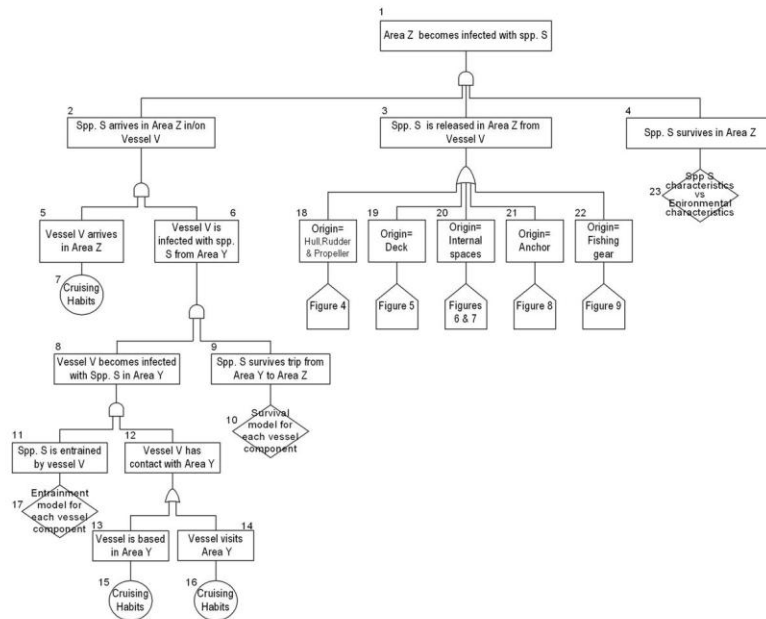 1
Area Z becomes infected with spp. S
2
Spp. S arrives in Area Z in/on
Vessel V
3
Spp. S is released in Area Z from
Vessel V
4
Spp. S survives in Area Z
5
Vessel V arrives
in Area Z
6
Vessel V is
infected with spp.
S from Area Y
18
Origin=
Hull,Rudder
& Propeller
19
Origin=
Deck
20
Origin=
Internal
spaces
21
Origin=
Anchor
22
Origin=
Fishing
gear
23
Spp S
characteristics
vs
Enironmental
characteristics
7
Cruising
Habits
Figure 4
Figure 5
Figures
6 & 7
Figure 8
Figure 9
8
Vessel V becomes infected
with Spp. S in Area Y
9
Spp. S survives trip from
Area Y to Area Z
10
Survival
model for
each vessel
component
11
Spp. S is entrained
by vessel V
12
Vessel V has
contact with Area Y
17
Entrainment
model for
each vessel
component
13
Vessel is based
in Area Y
14
Vessel visits
Area Y
15
Cruising
Habits
16
Cruising
Habits